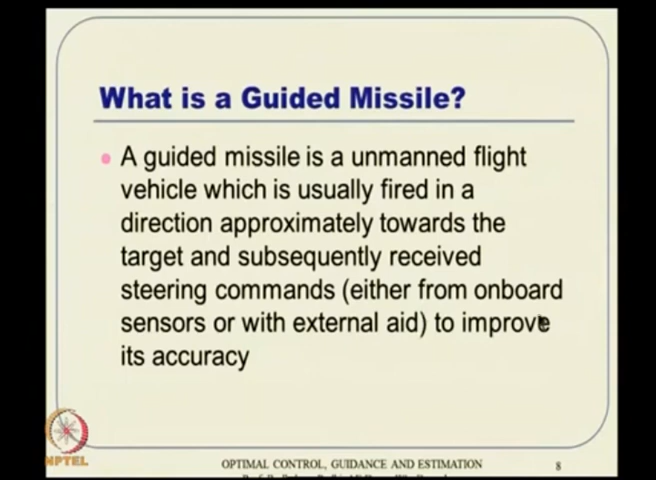 What is a Guided Missile?
A guided missile is a unmanned flight
vehicle which is usually fired in a
direction approximately towards the
target and subsequently received
steering commands (either from onboard
sensors or with external aid) to improve
its accuracy
NPTEL
OPTIMAL CONTROL, GUIDANCE AND ESTIMATION
8